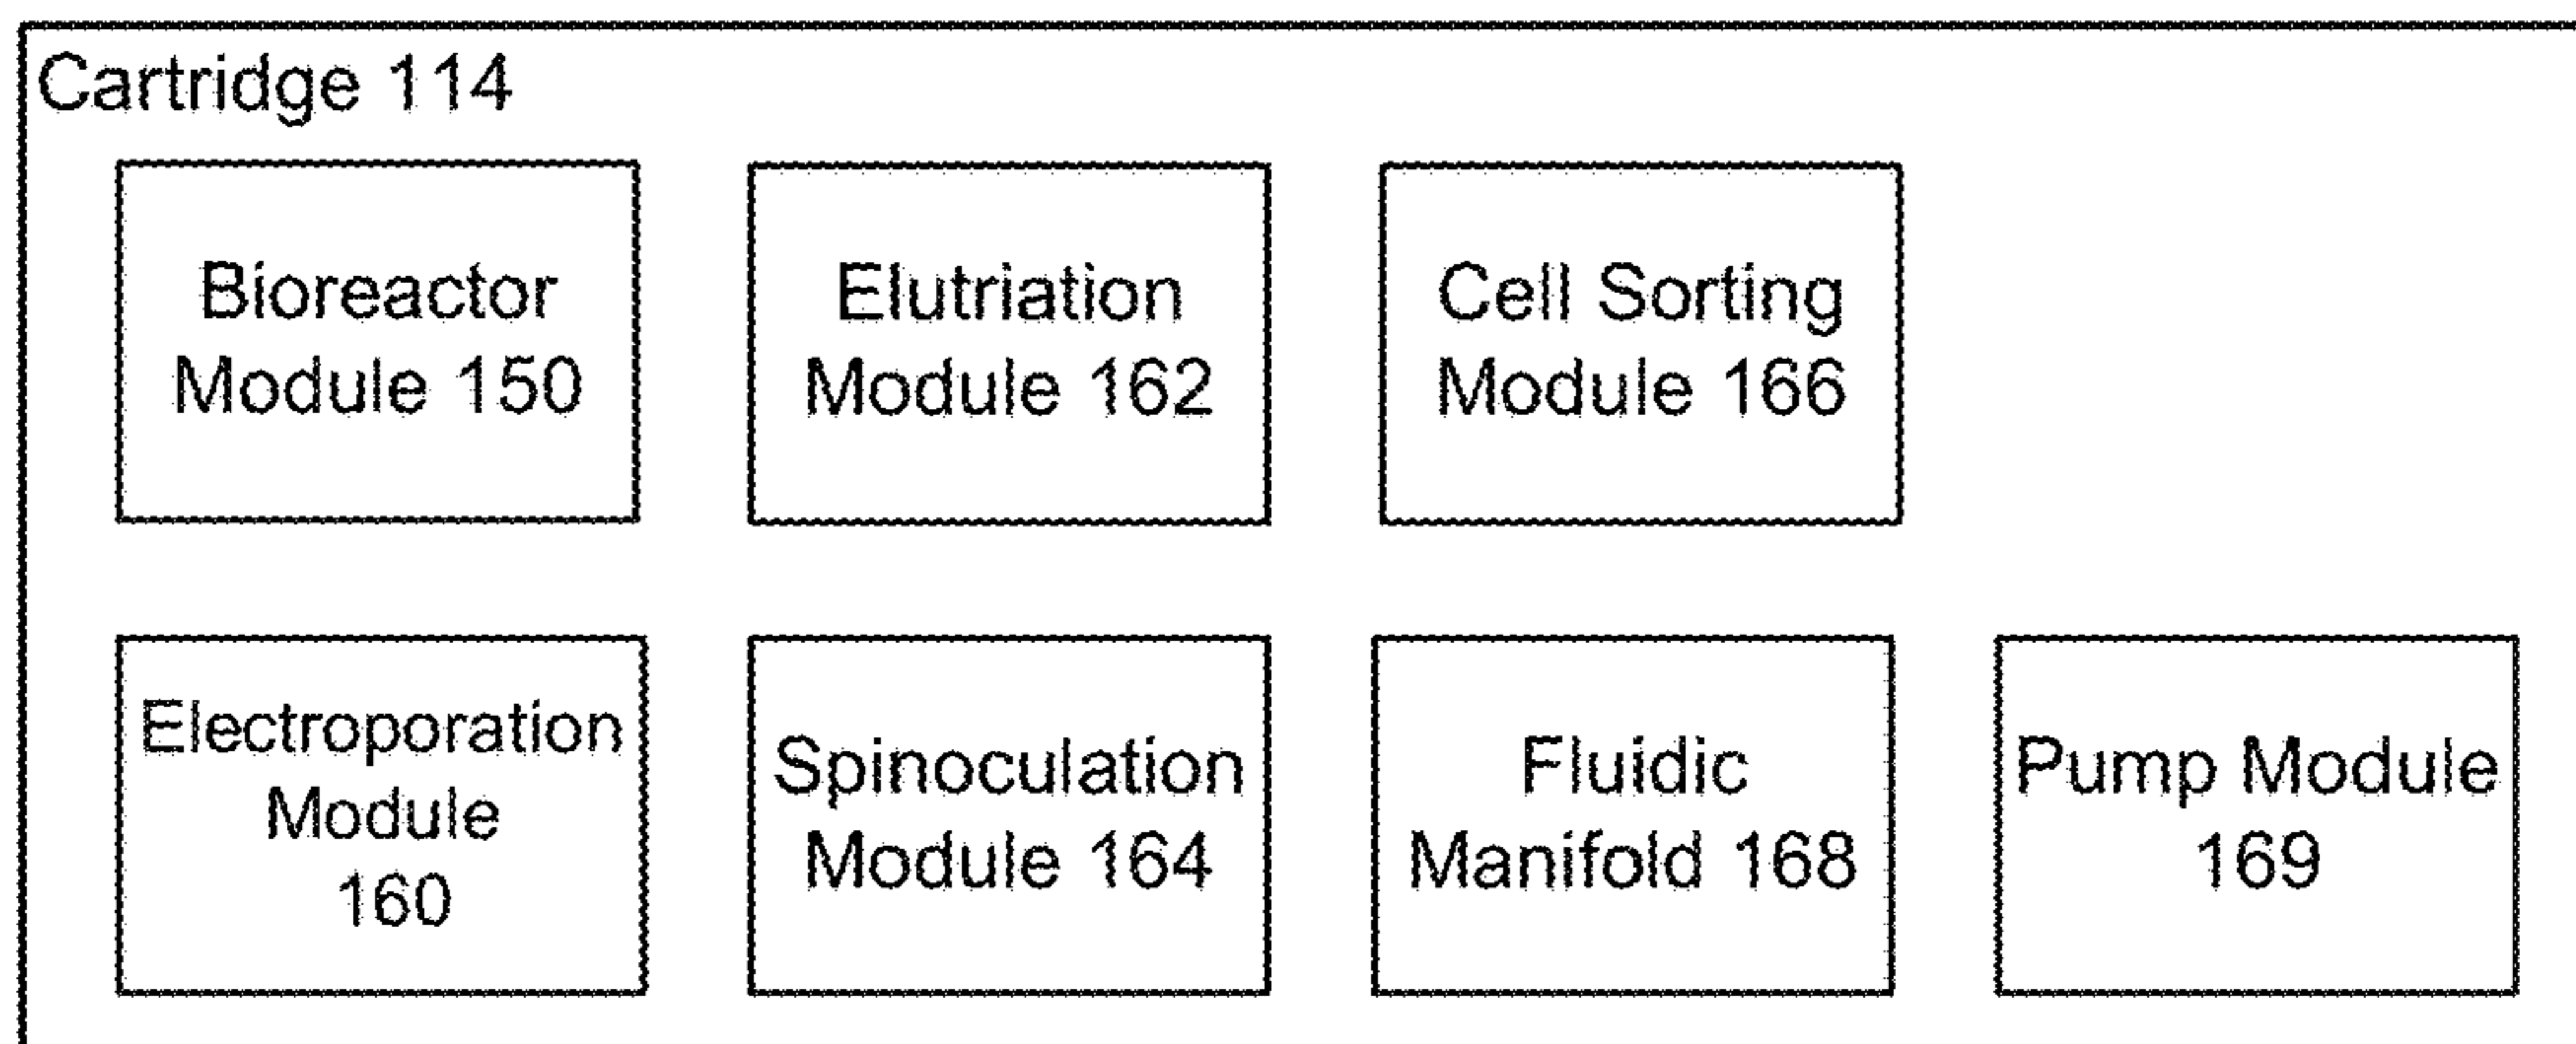 Cartridge 114
Bioreactor
Module 150
Elutriation
Module 162
Cell Sorting
Module 166
Electroporation
Module
160
Spinoculation
Module 164
Fluidic
Manifold 168
Pump Module
169